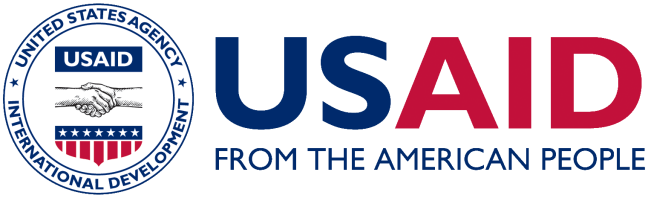 UNITED STATES AGENCY
USAID
INTERNATIONAL DEVELOPMENT
USAID
FROM THE AMERICAN PEOPLE